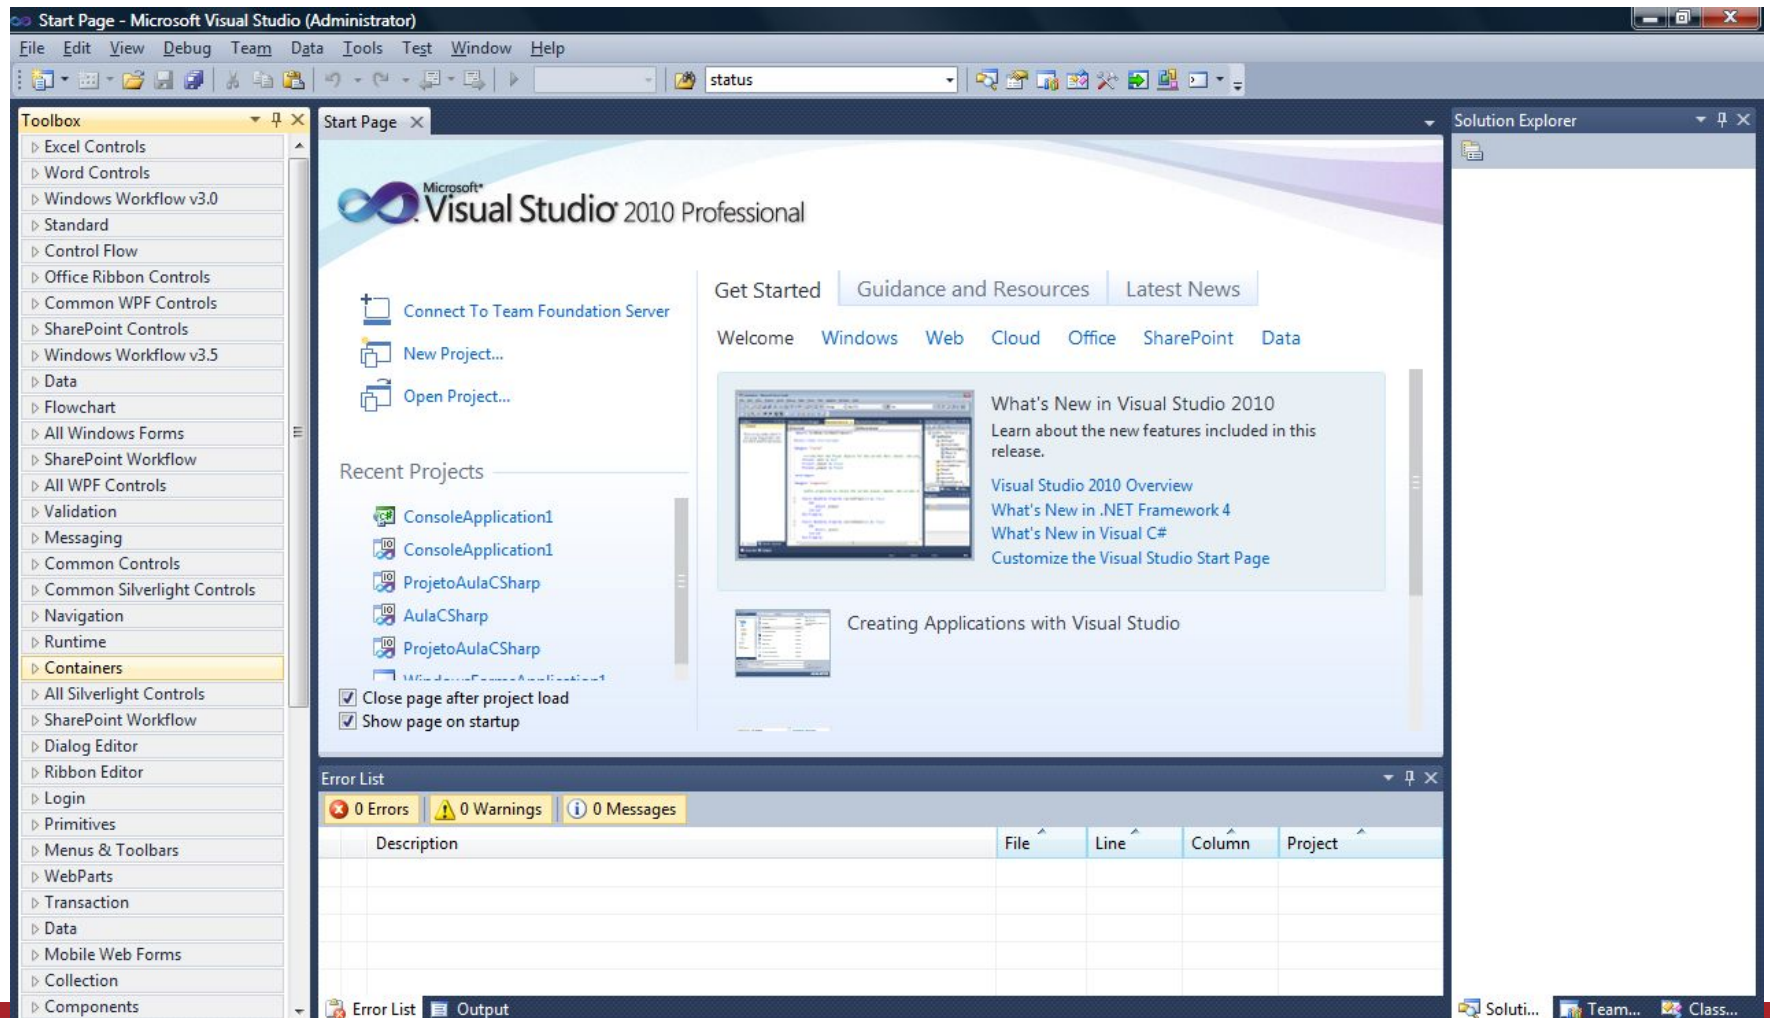 Start Page - Microsoft Visual Studio (Administrator)
File Edit View Debug Team Data Tools Test Window Help
status
Toolbox
Excel Controls
Word Controls
Windows Workflow v3.0
Standard
Control Flow
Office Ribbon Controls
Common WPF Controls
SharePoint Controls
Windows Workflow v3.5
Data
Flowchart
All Windows Forms
SharePoint Workflow
All WPF Controls
Validation
Messaging
Common Controls
Common Silverlight Controls
Navigation
Runtime
Containers
All Silverlight Controls
SharePoint Workflow
Dialog Editor
Ribbon Editor
Login
Primitives
Menus & Toolbars
WebParts
Transaction
Data
Mobile Web Forms
Collection
Components
Start Page
Microsoft®
Visual Studio 2010 Professional
Connect To Team Foundation Server
New Project...
Open Project...
Recent Projects
ConsoleApplication1
ConsoleApplication1
ProjetoAulaCSharp
AulaCSharp
ProjetoAulaCSharp
WindowsFormsApplication1
Close page after project load
Show page on startup
Get Started Guidance and Resources Latest News
Welcome Windows Web Cloud Office SharePoint Data
What's New in Visual Studio 2010
Learn about the new features included in this
release.
Visual Studio 2010 Overview
What's New in .NET Framework 4
What's New in Visual C#
Customize the Visual Studio Start Page
Creating Applications with Visual Studio
Error List
0 Errors 0 Warnings 0 Messages
Description File Line Column Project
Error List Output
Solution Explorer
Soluti... Team... Class...